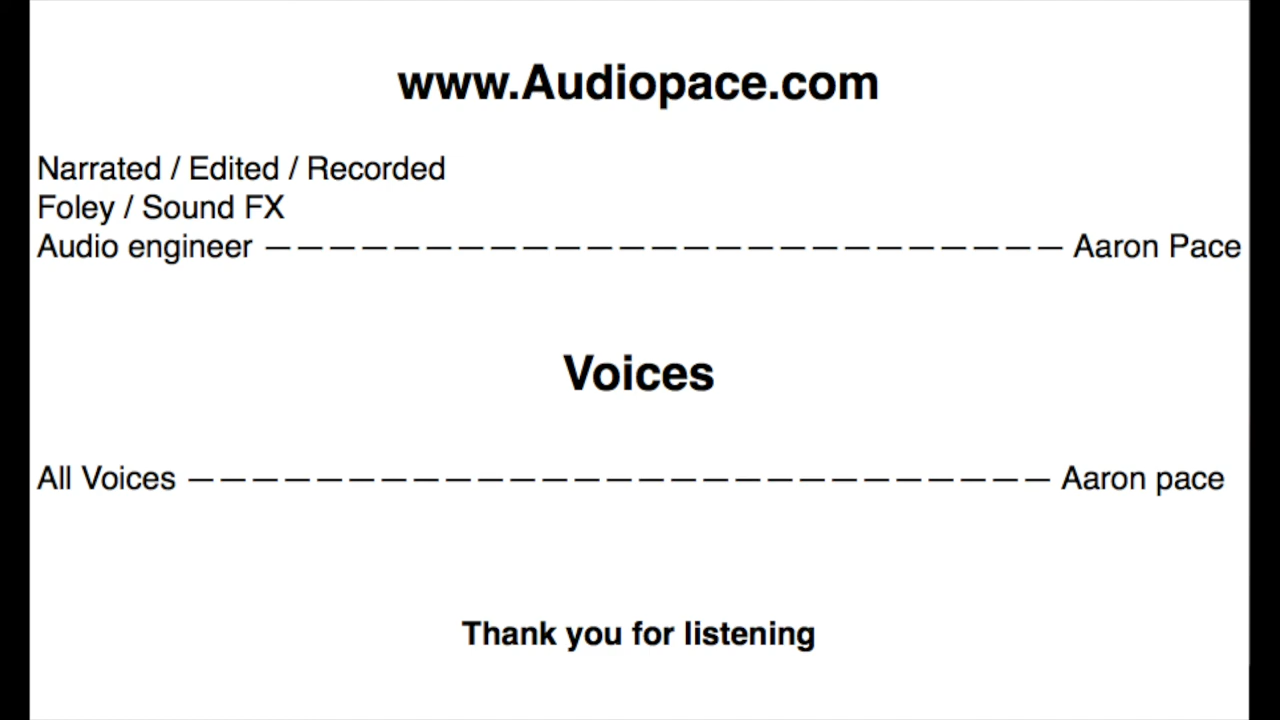 www.Audiopace.com
Narrated / Edited / Recorded
Foley / Sound FX
Audio engineer — — — — — — — — — — — — — — — — — — — — — — — — — Aaron Pace
Voices
All Voices — — — — — — — — — — — — — — — — — — — — — — — — — — — Aaron pace
Thank you for listening